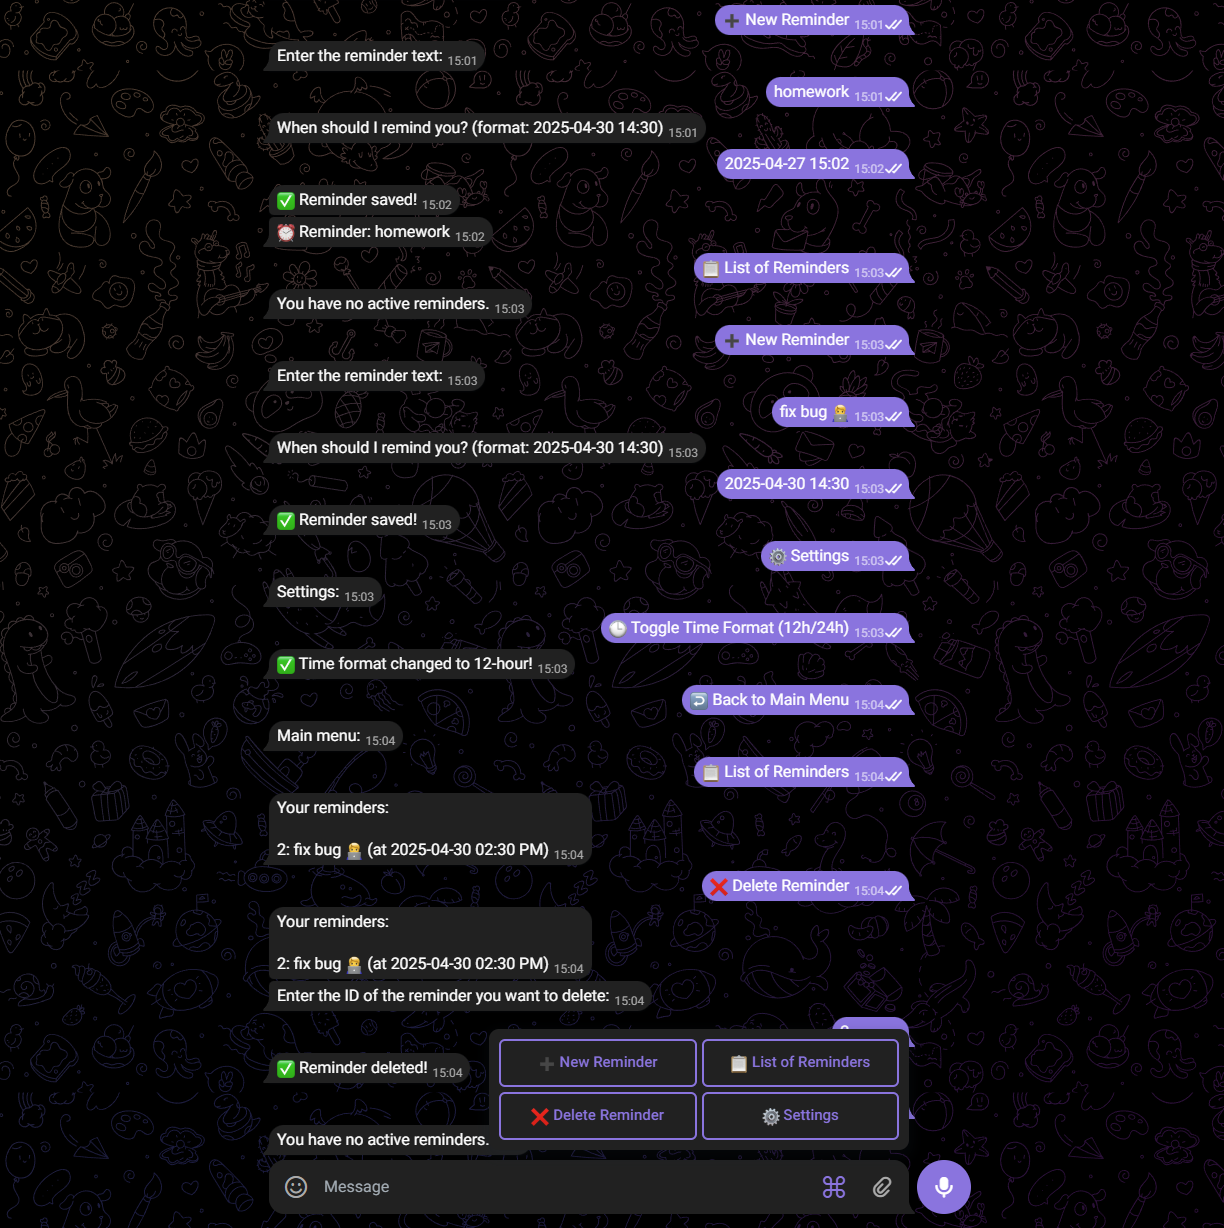 ➕ New Reminder 15:01
Enter the reminder text: 15:01
homework 15:01
When should I remind you? (format: 2025-04-30 14:30) 15:01
2025-04-27 15:02 15:02
✅ Reminder saved! 15:02
⏰ Reminder: homework 15:02
📋 List of Reminders 15:03
You have no active reminders. 15:03
➕ New Reminder 15:03
Enter the reminder text: 15:03
fix bug 👨‍💻 15:03
When should I remind you? (format: 2025-04-30 14:30) 15:03
2025-04-30 14:30 15:03
✅ Reminder saved! 15:03
⚙️ Settings 15:03
Settings: 15:03
🕒 Toggle Time Format (12h/24h) 15:03
✅ Time format changed to 12-hour! 15:03
↩️ Back to Main Menu 15:04
Main menu: 15:04
📋 List of Reminders 15:04
Your reminders:
2: fix bug 👨‍💻 (at 2025-04-30 02:30 PM) 15:04
❌ Delete Reminder 15:04
Your reminders:
2: fix bug 👨‍💻 (at 2025-04-30 02:30 PM) 15:04
Enter the ID of the reminder you want to delete: 15:04
✅ Reminder deleted! 15:04
➕ New Reminder
📋 List of Reminders
❌ Delete Reminder
⚙️ Settings
You have no active reminders.
Message